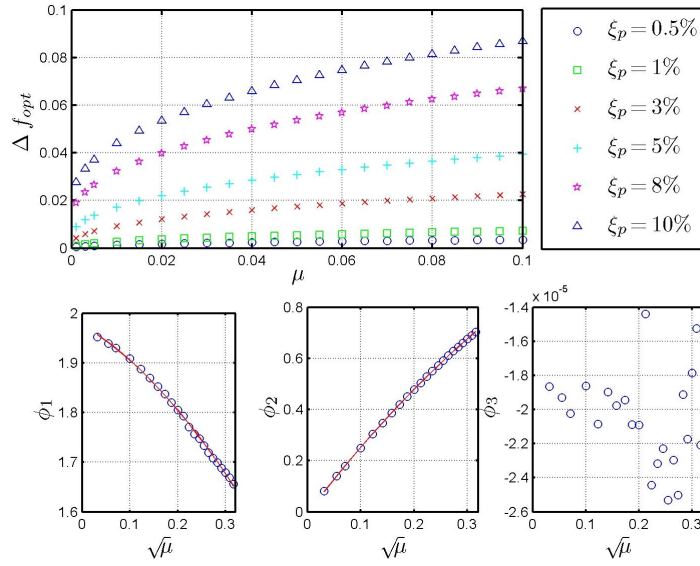 0.1
0.08
0.06
0.04
0.02
0
Δ f_opt
0.02 0.04 0.06 0.08 0.1
μ
ξ_p = 0.5%
ξ_p = 1%
ξ_p = 3%
ξ_p = 5%
ξ_p = 8%
ξ_p = 10%
2
1.9
1.8
1.7
1.6
ϕ_1
0 0.1 0.2 0.3
√μ
0.8
0.6
0.4
0.2
0
ϕ_2
0 0.1 0.2 0.3
√μ
x 10^-5
-1.4
-1.6
-1.8
-2
-2.2
-2.4
-2.6
ϕ_3
0 0.1 0.2 0.3
√μ